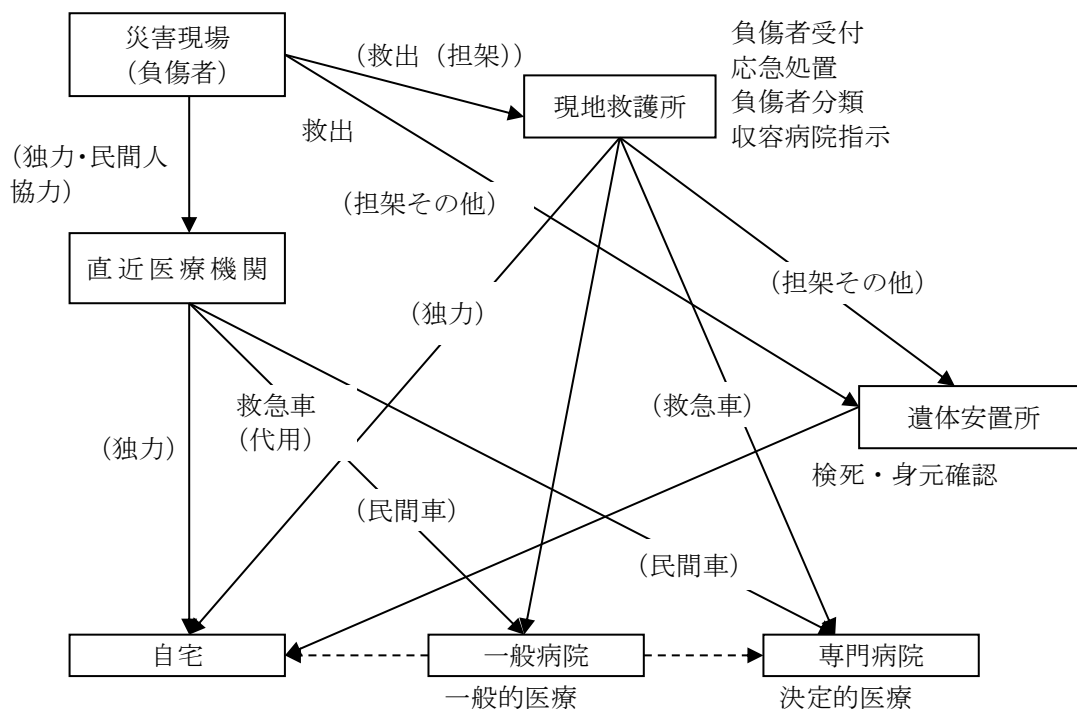 災害現場
(負傷者)
(救出(担架))
現地救護所
負傷者受付
応急処置
負傷者分類
収容病院指示
救出
(独力・民間人
協力)
(担架その他)
直近医療機関
(独力)
(担架その他)
救急車
(代用)
(救急車)
遺体安置所
(独力)
検死・身元確認
(民間車)
(民間車)
自宅
一般病院
専門病院
一般的医療
決定的医療